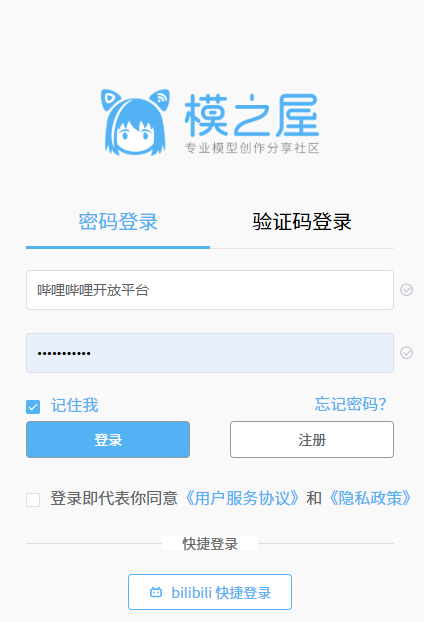 模之屋
专业模型创作分享社区
密码登录 验证码登录
哔哩哔哩开放平台
•••••••••••
记住我 忘记密码?
登录 注册
登录即代表你同意《用户服务协议》和《隐私政策》
快捷登录
bilibili 快捷登录